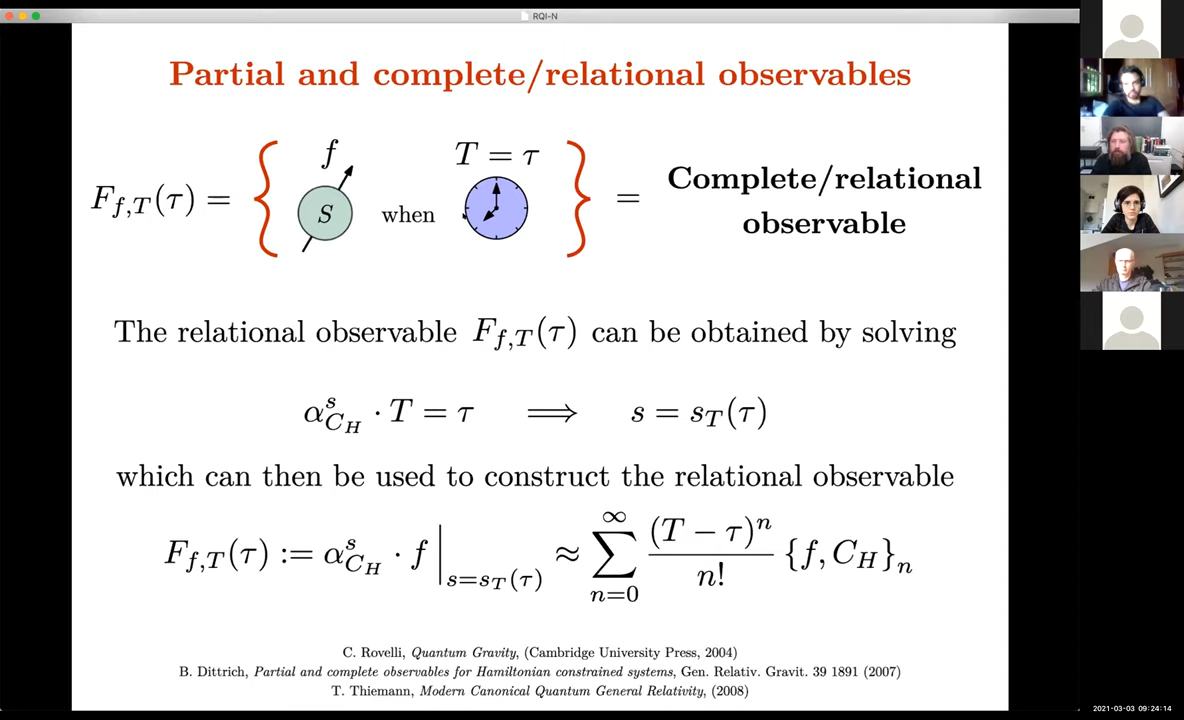 RQI-N
Partial and complete/relational observables
F_{f,T}(τ) = { f S when T = τ } = Complete/relational
observable
The relational observable F_{f,T}(τ) can be obtained by solving
α^s_{C_H} · T = τ ⟹ s = s_T(τ)
which can then be used to construct the relational observable
F_{f,T}(τ) := α^s_{C_H} · f |_{s=s_T(τ)} ≈ ∑_{n=0}^{∞} (T − τ)^n / n! {f, C_H}_n
C. Rovelli, Quantum Gravity, (Cambridge University Press, 2004)
B. Dittrich, Partial and complete observables for Hamiltonian constrained systems, Gen. Relativ. Gravit. 39 1891 (2007)
T. Thiemann, Modern Canonical Quantum General Relativity, (2008)
2021-03-03 09:24:14